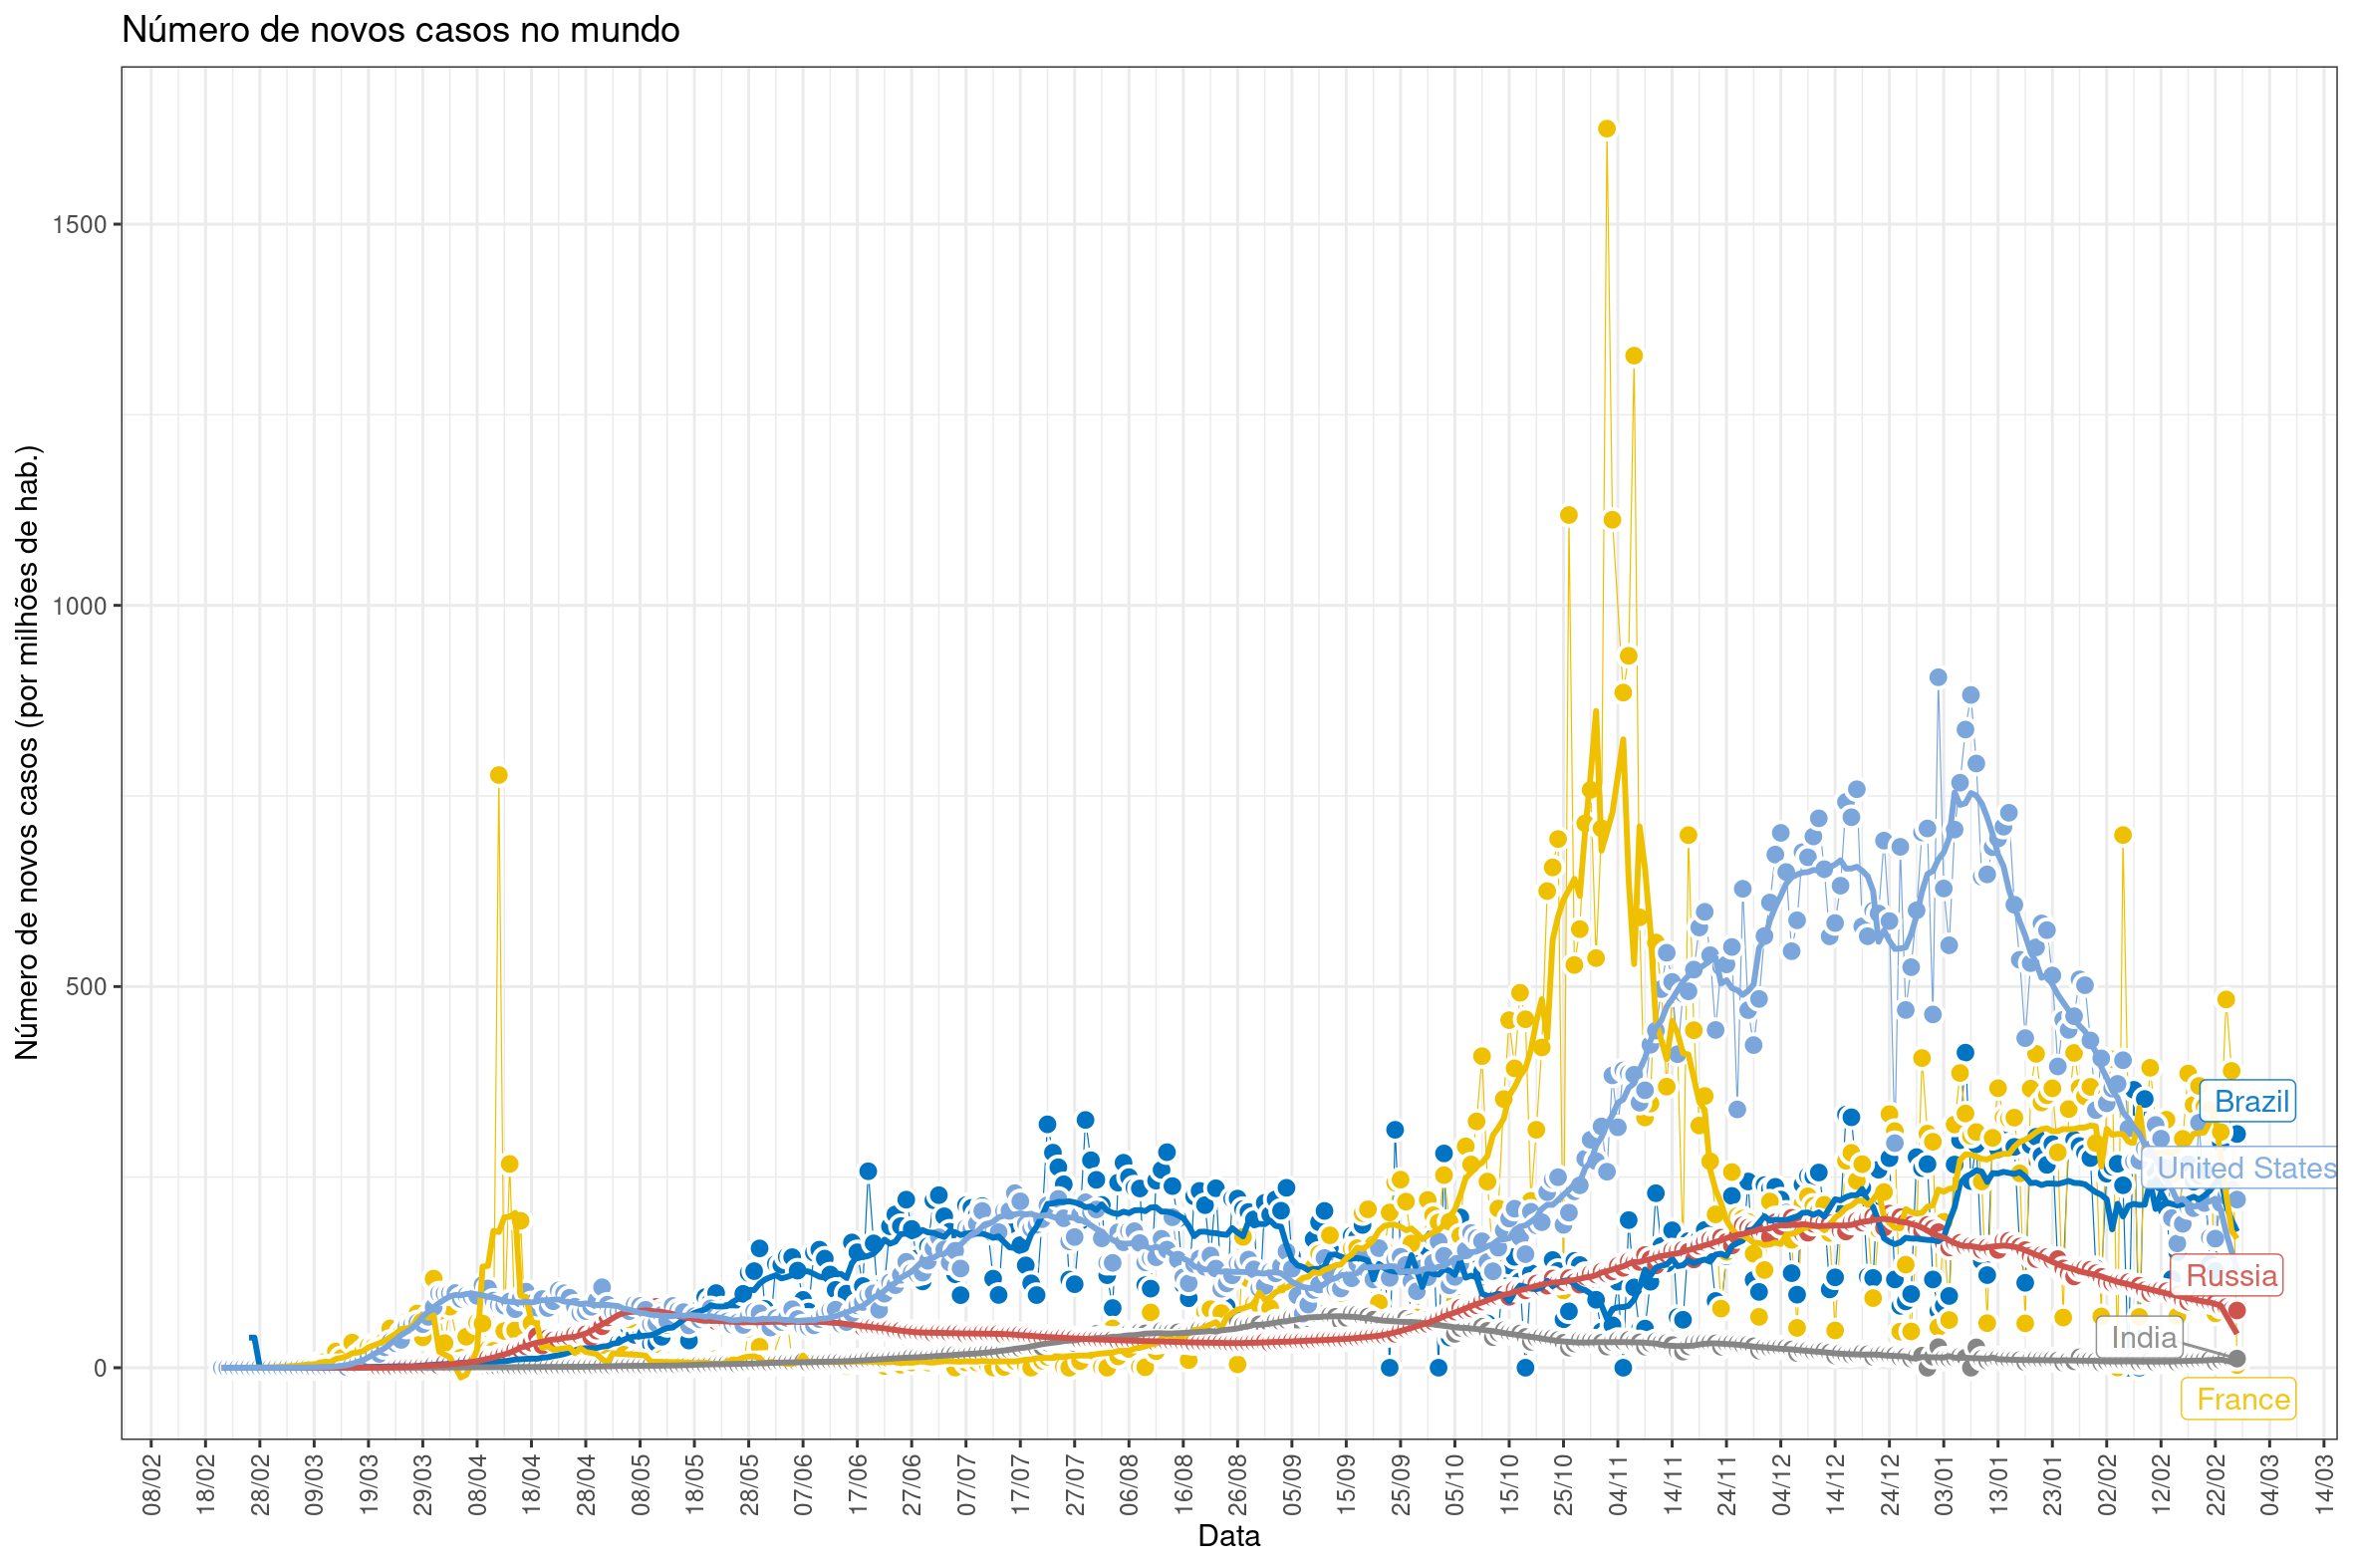 Número de novos casos no mundo
Número de novos casos (por milhões de hab.)
1500
1000
500
0
Brazil
United States
Russia
India
France
08/02 18/02 28/02 09/03 19/03 29/03 08/04 18/04 28/04 08/05 18/05 28/05 07/06 17/06 27/06 07/07 17/07 27/07 06/08 16/08 26/08 05/09 15/09 25/09 05/10 15/10 25/10 04/11 14/11 24/11 04/12 14/12 24/12 03/01 13/01 23/01 02/02 12/02 22/02 04/03 14/03
Data